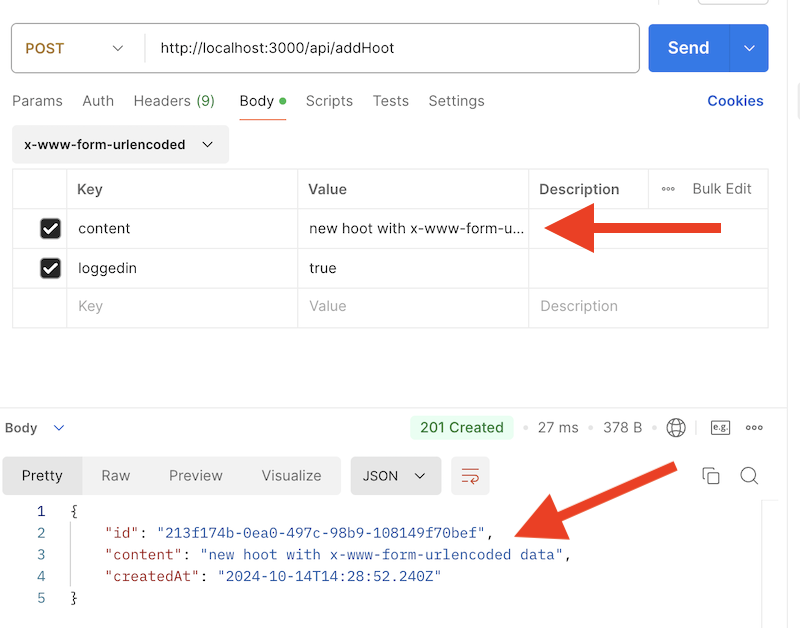 POST http://localhost:3000/api/addHoot Send
Params Auth Headers (9) Body Scripts Tests Settings Cookies
x-www-form-urlencoded
Key Value Description Bulk Edit
content new hoot with x-www-form-u...
loggedin true
Key Value Description
Body 201 Created 27 ms 378 B e.g.
Pretty Raw Preview Visualize JSON
1 {
2 "id": "213f174b-0ea0-497c-98b9-108149f70bef",
3 "content": "new hoot with x-www-form-urlencoded data",
4 "createdAt": "2024-10-14T14:28:52.240Z"
5 }